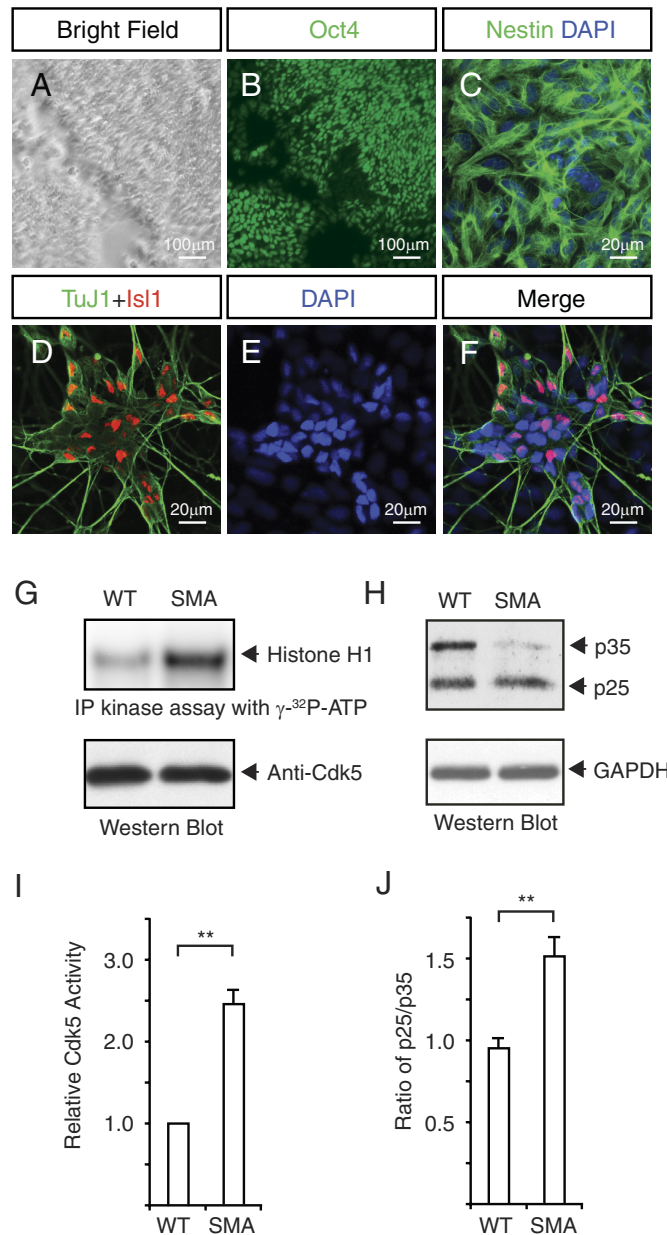 Bright Field
Oct4
Nestin DAPI
A
B
C
100μm
100μm
20μm
TuJ1+Isl1
DAPI
Merge
D
E
F
20μm
20μm
20μm
G
WT SMA
Histone H1
IP kinase assay with γ-³²P-ATP
Anti-Cdk5
Western Blot
H
WT SMA
p35
p25
GAPDH
Western Blot
I
Relative Cdk5 Activity
3.0
2.0
1.0
**
WT SMA
J
Ratio of p25/p35
1.5
1.0
0.5
**
WT SMA